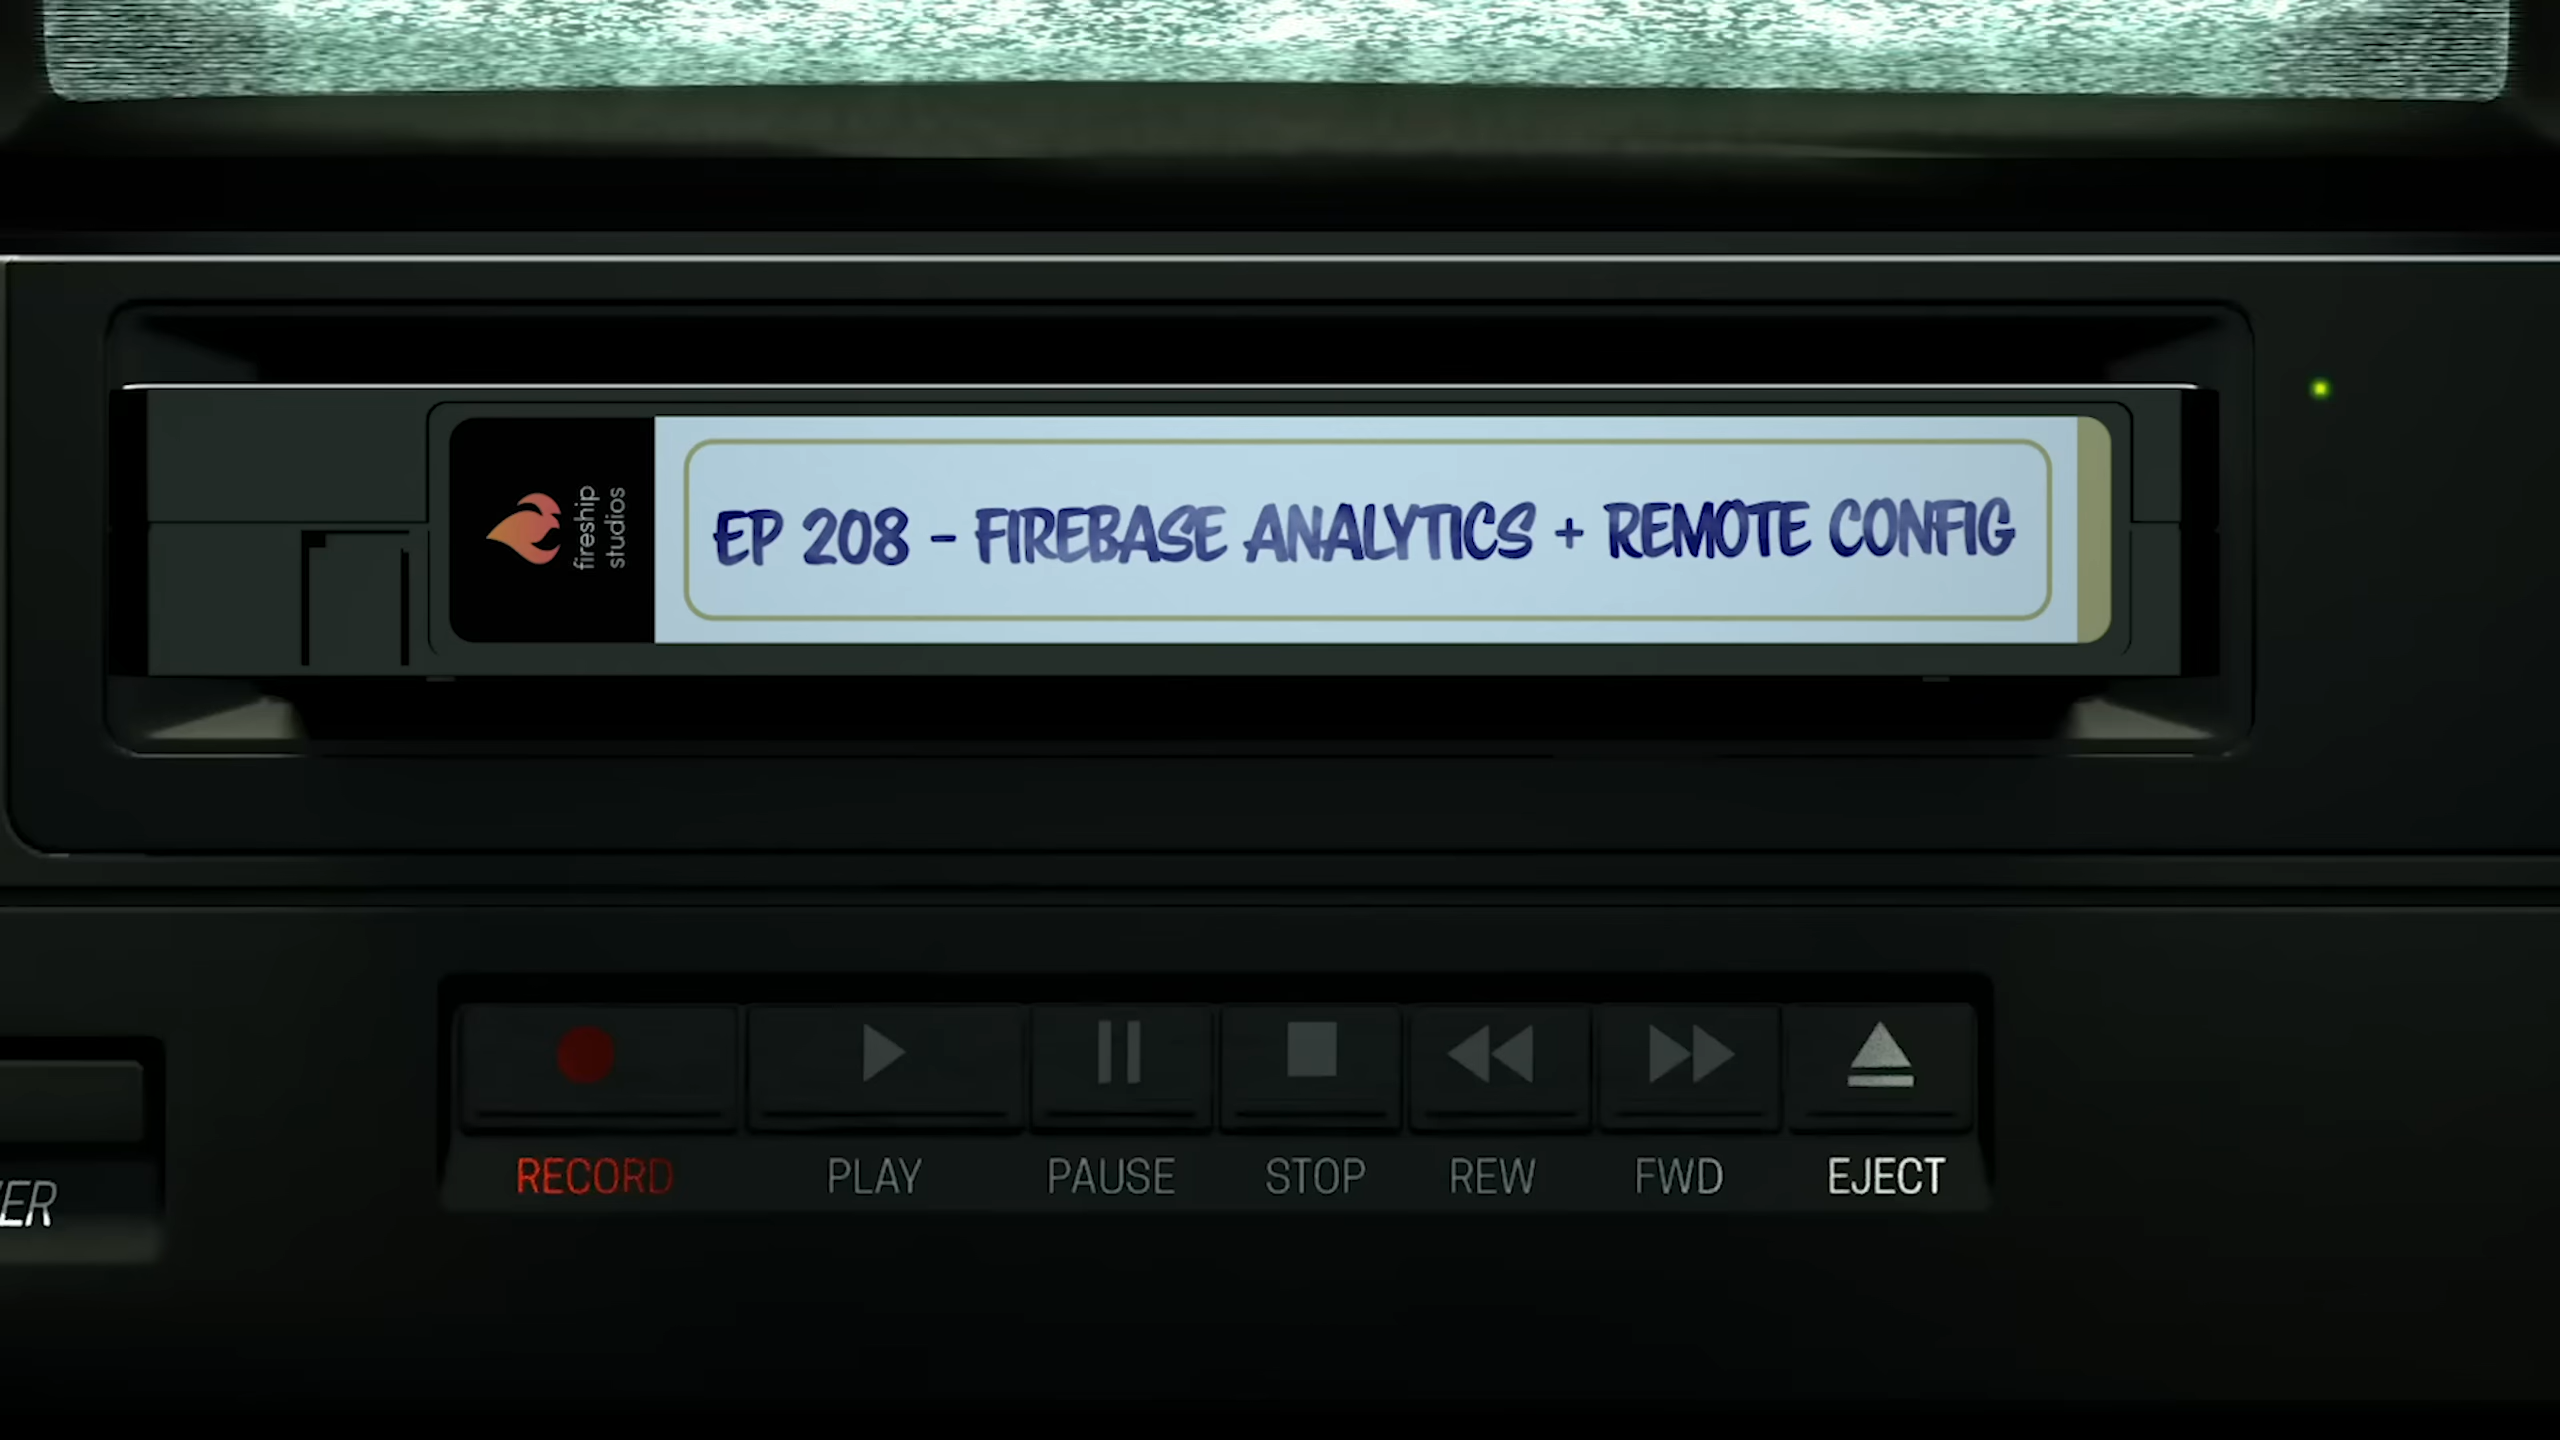 fireship
studios
EP 208 - FIREBASE ANALYTICS + REMOTE CONFIG
RECORD
PLAY
PAUSE
STOP
REW
FWD
EJECT